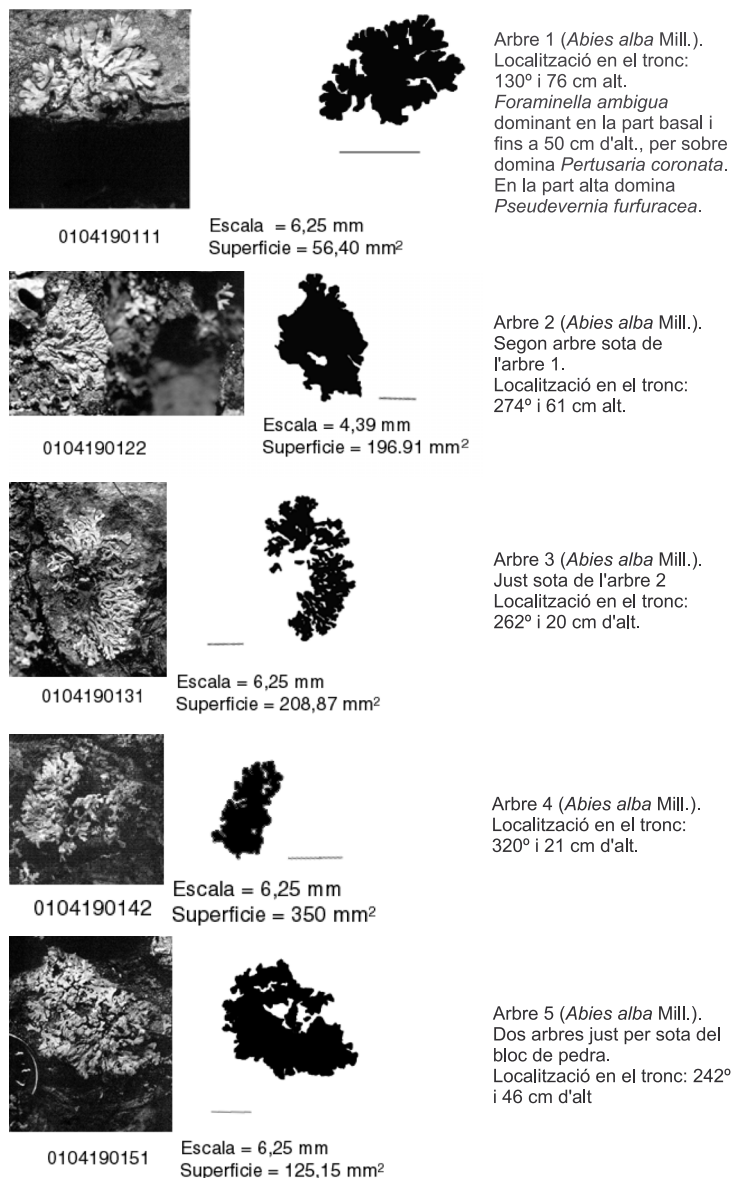 Arbre 1 (Abies alba Mill.).
Localització en el tronc:
130º i 76 cm alt.
Foraminella ambigua
dominant en la part basal i
fins a 50 cm d'alt., per sobre
domina Pertusaria coronata.
En la part alta domina
Pseudevernia furfuracea.
0104190111
Escala = 6,25 mm
Superficie = 56,40 mm²
Arbre 2 (Abies alba Mill.).
Segon arbre sota de
l'arbre 1.
Localització en el tronc:
274º i 61 cm alt.
0104190122
Escala = 4,39 mm
Superficie = 196.91 mm²
Arbre 3 (Abies alba Mill.).
Just sota de l'arbre 2
Localització en el tronc:
262º i 20 cm d'alt.
0104190131
Escala = 6,25 mm
Superficie = 208,87 mm²
Arbre 4 (Abies alba Mill.).
Localització en el tronc:
320º i 21 cm d'alt.
0104190142
Escala = 6,25 mm
Superficie = 350 mm²
Arbre 5 (Abies alba Mill.).
Dos arbres just per sota del
bloc de pedra.
Localització en el tronc: 242º
i 46 cm d'alt
0104190151
Escala = 6,25 mm
Superficie = 125,15 mm²